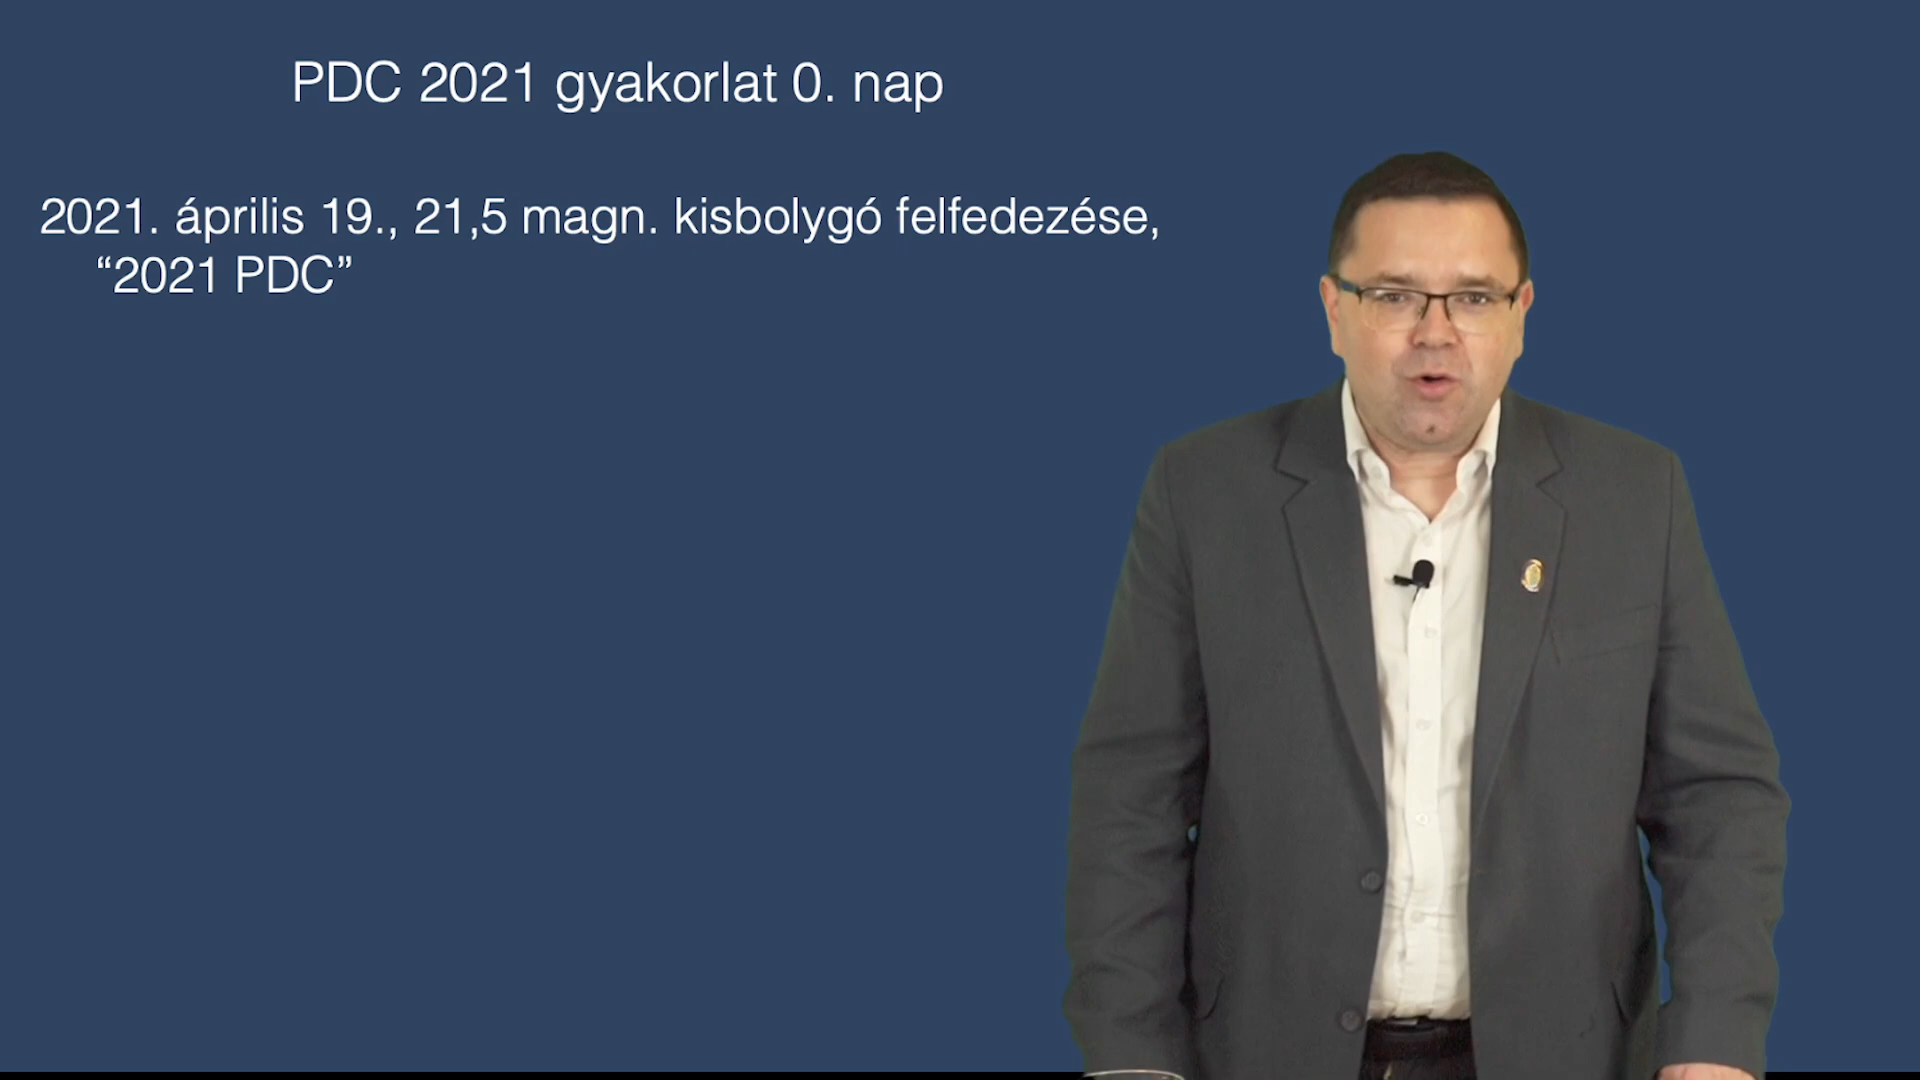 PDC 2021 gyakorlat 0. nap
2021. április 19., 21,5 magn. kisbolygó felfedezése,
“2021 PDC”